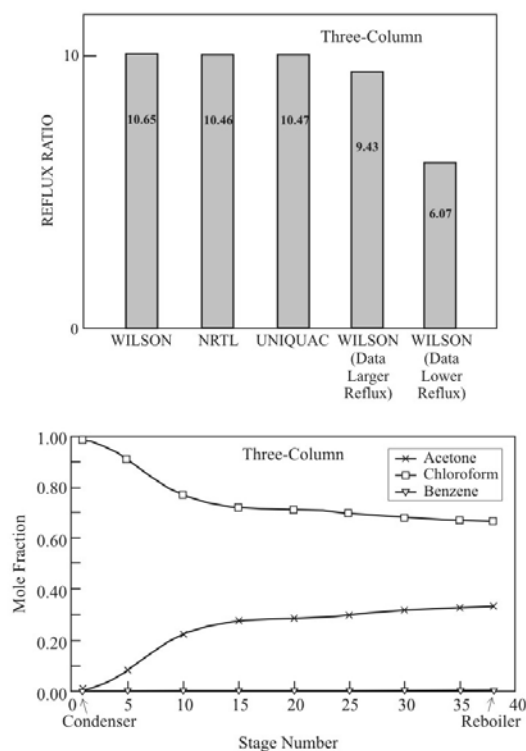 Three-Column
10
REFLUX RATIO
10.65
10.46
10.47
9.43
6.07
0
WILSON
NRTL
UNIQUAC
WILSON
(Data
Larger
Reflux)
WILSON
(Data
Lower
Reflux)
Three-Column
Acetone
Chloroform
Benzene
Mole Fraction
1.00
0.80
0.60
0.40
0.20
0.00
0 5 10 15 20 25 30 35 40
Condenser
Reboiler
Stage Number